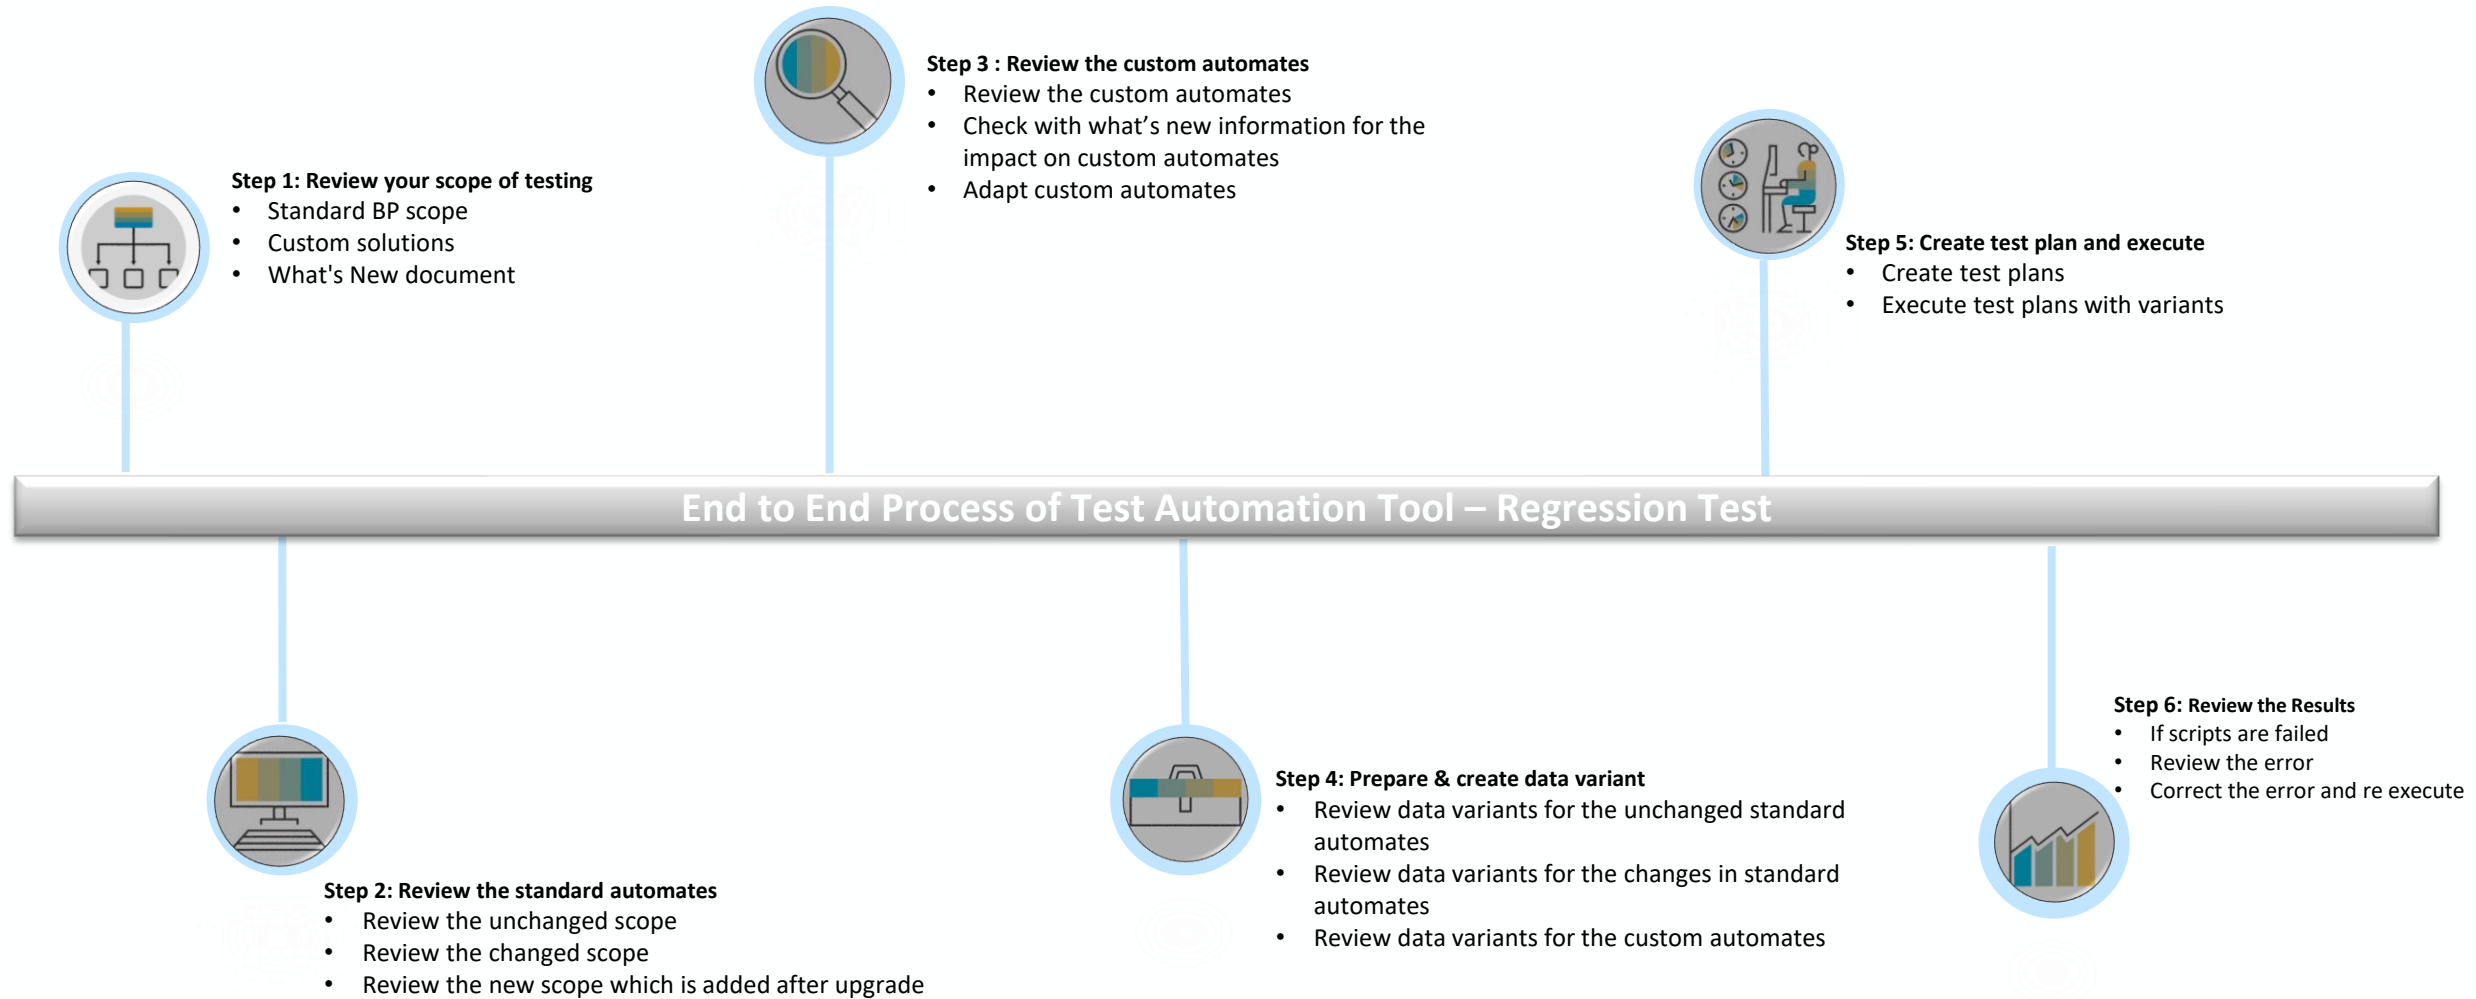 Step 1: Review your scope of testing
• Standard BP scope
• Custom solutions
• What's New document
Step 3 : Review the custom automates
• Review the custom automates
• Check with what’s new information for the
impact on custom automates
• Adapt custom automates
Step 5: Create test plan and execute
• Create test plans
• Execute test plans with variants
End to End Process of Test Automation Tool – Regression Test
Step 2: Review the standard automates
• Review the unchanged scope
• Review the changed scope
• Review the new scope which is added after upgrade
Step 4: Prepare & create data variant
• Review data variants for the unchanged standard
automates
• Review data variants for the changes in standard
automates
• Review data variants for the custom automates
Step 6: Review the Results
• If scripts are failed
• Review the error
• Correct the error and re execute